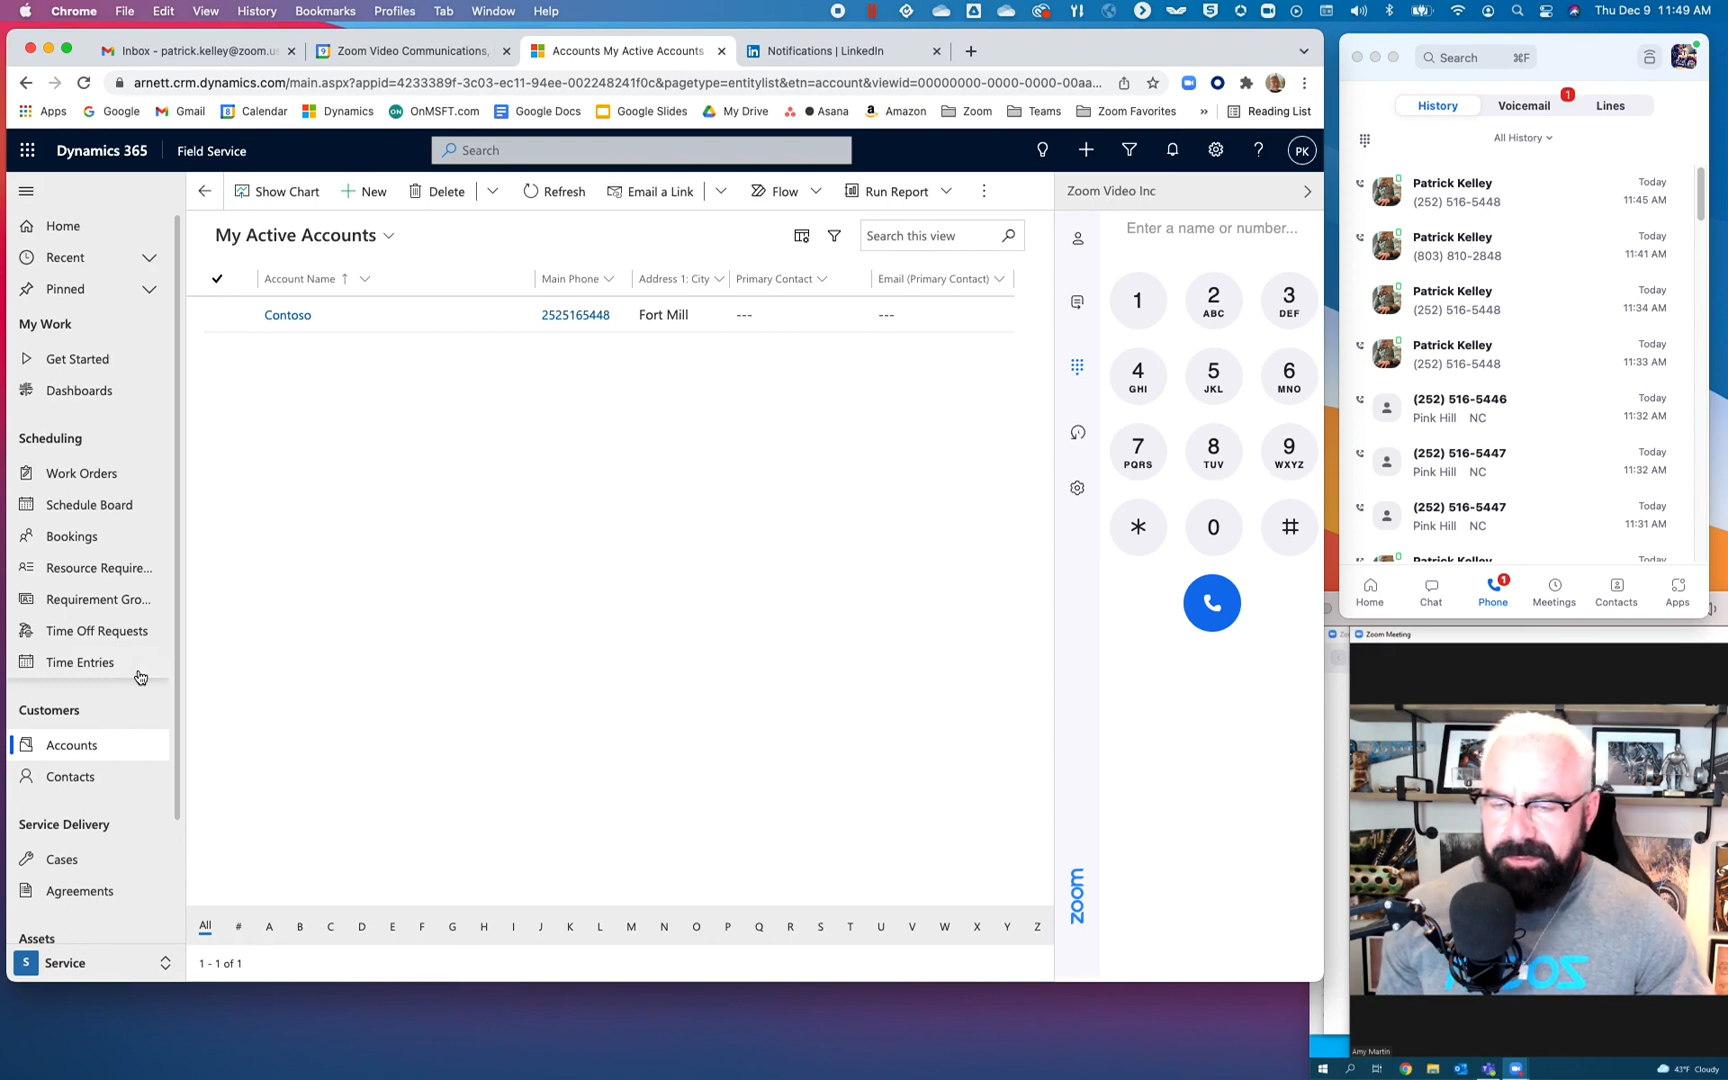 Chrome File Edit View History Bookmarks Profiles Tab Window Help Thu Dec 9 11:49 AM
Inbox - patrick.kelley@zoom.u
Zoom Video Communications,
Accounts My Active Accounts
Notifications | LinkedIn
arnett.crm.dynamics.com/main.aspx?appid=4233389f-3c03-ec11-94ee-002248241f0c&pagetype=entitylist&etn=account&viewid=00000000-0000-0000-00aa...
Apps Google Gmail Calendar Dynamics OnMSFT.com Google Docs Google Slides My Drive Asana Amazon Zoom Teams Zoom Favorites » Reading List
Dynamics 365 Field Service Search PK
Show Chart New Delete Refresh Email a Link Flow Run Report
Home
Recent
Pinned
My Work
Get Started
Dashboards
Scheduling
Work Orders
Schedule Board
Bookings
Resource Require...
Requirement Gro...
Time Off Requests
Time Entries
Customers
Accounts
Contacts
Service Delivery
Cases
Agreements
Assets
S Service
My Active Accounts
Search this view
Account Name ↑ Main Phone Address 1: City Primary Contact Email (Primary Contact)
Contoso 2525165448 Fort Mill --- ---
All # A B C D E F G H I J K L M N O P Q R S T U V W X Y Z
1 - 1 of 1
Zoom Video Inc
Enter a name or number...
1 2 ABC 3 DEF
4 GHI 5 JKL 6 MNO
7 PQRS 8 TUV 9 WXYZ
* 0 #
zoom
Search ⌘F
History Voicemail 1 Lines
All History
Patrick Kelley Today
(252) 516-5448 11:45 AM
Patrick Kelley Today
(803) 810-2848 11:41 AM
Patrick Kelley Today
(252) 516-5448 11:34 AM
Patrick Kelley Today
(252) 516-5448 11:33 AM
(252) 516-5446 Today
Pink Hill NC 11:32 AM
(252) 516-5447 Today
Pink Hill NC 11:32 AM
(252) 516-5447 Today
Pink Hill NC 11:31 AM
Patrick Kelley Today
1
Home Chat Phone Meetings Contacts Apps
Zoom Meeting
Amy Martin
43°F Cloudy